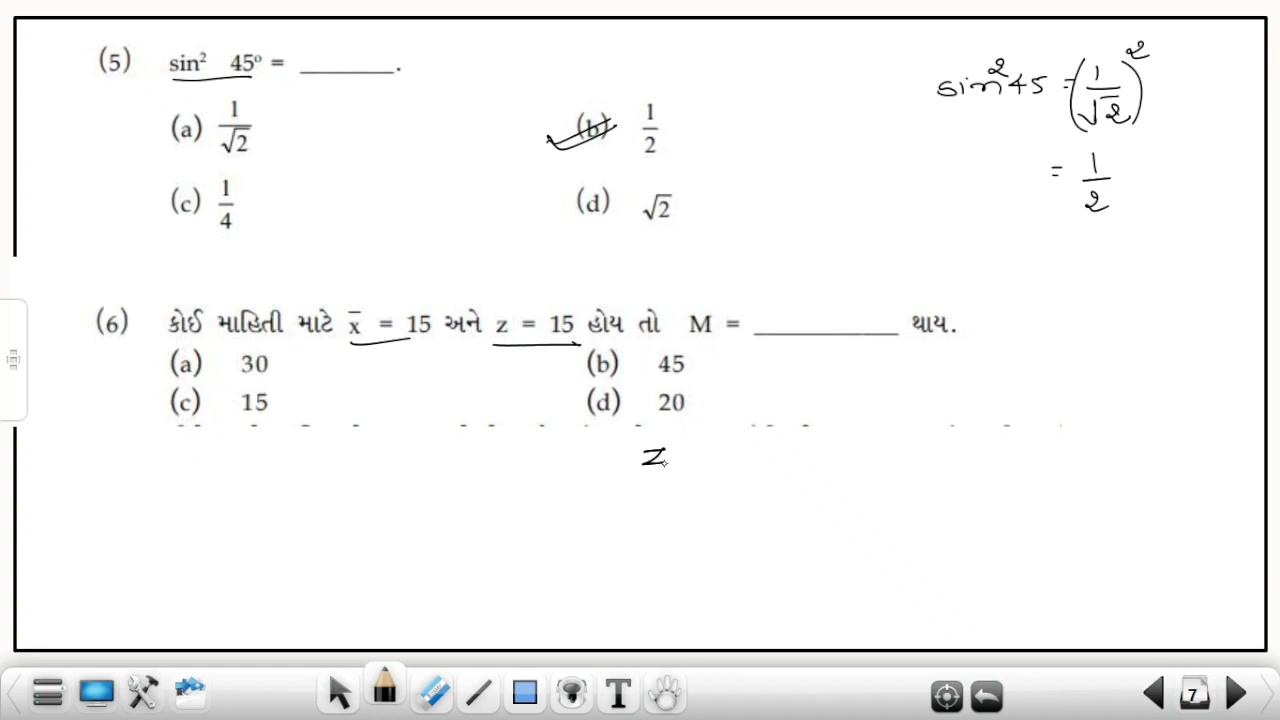 (5) sin² 45° = ________.
(a) 1/√2 (b) 1/2
(c) 1/4 (d) √2
sin²45 = (1/√2)²
= 1/2
(6) કોઈ માહિતી માટે x̄ = 15 અને z = 15 હોય તો M = ____________ થાય.
(a) 30 (b) 45
(c) 15 (d) 20
z
T
7